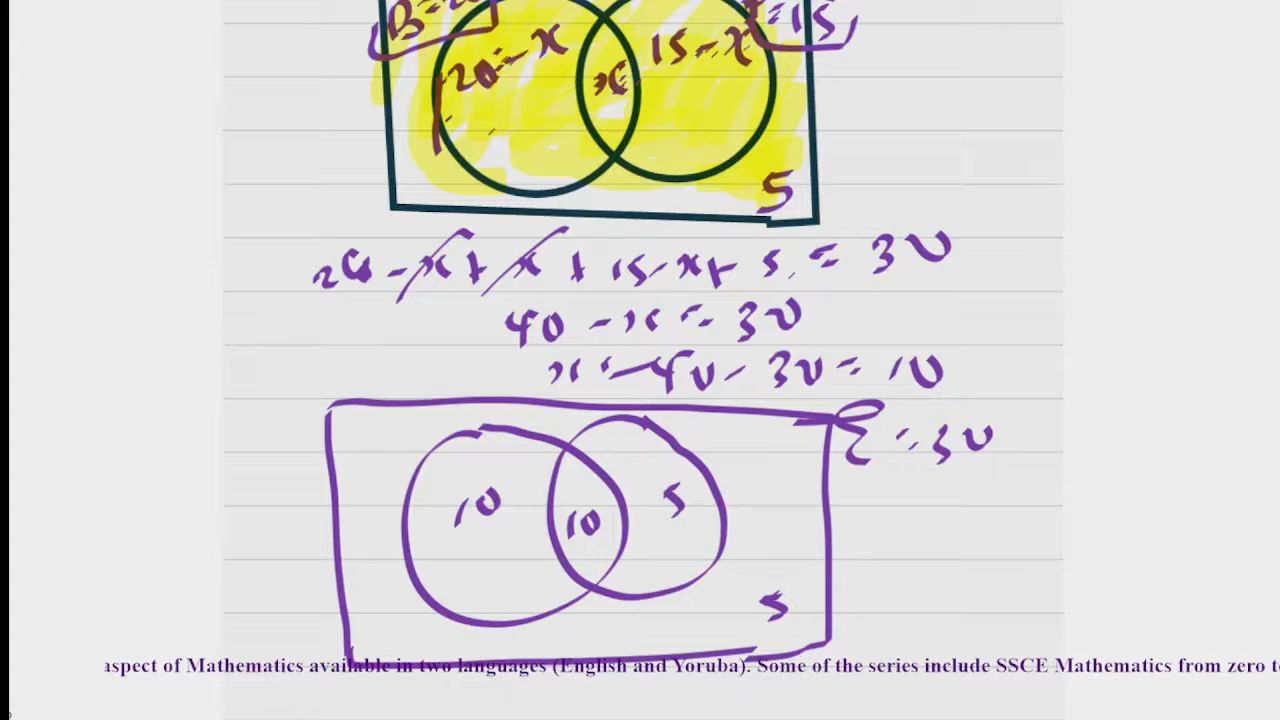 B=20
=15
20-x
x
15-x
5
20-x+x+15-x+5=30
40-x=30
x=40-30=10
ξ=30
10
10
5
5
aspect of Mathematics available in two languages (English and Yoruba). Some of the series include SSCE Mathematics from zero t